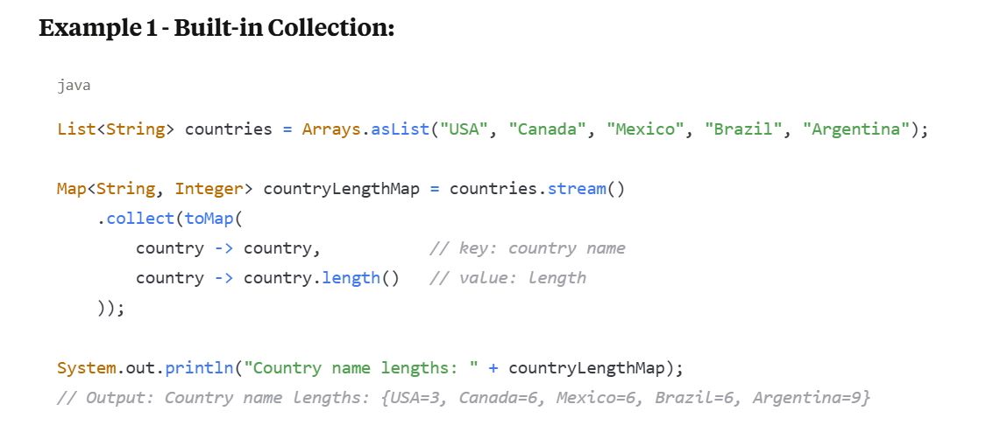 Example 1 - Built-in Collection:
java
List<String> countries = Arrays.asList("USA", "Canada", "Mexico", "Brazil", "Argentina");
Map<String, Integer> countryLengthMap = countries.stream()
    .collect(toMap(
        country -> country,           // key: country name
        country -> country.length()   // value: length
    ));
System.out.println("Country name lengths: " + countryLengthMap);
// Output: Country name lengths: {USA=3, Canada=6, Mexico=6, Brazil=6, Argentina=9}